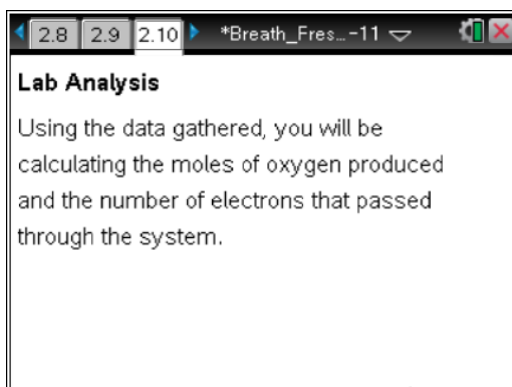 2.8 2.9 2.10 *Breath_Fres...-11
Lab Analysis
Using the data gathered, you will be
calculating the moles of oxygen produced
and the number of electrons that passed
through the system.